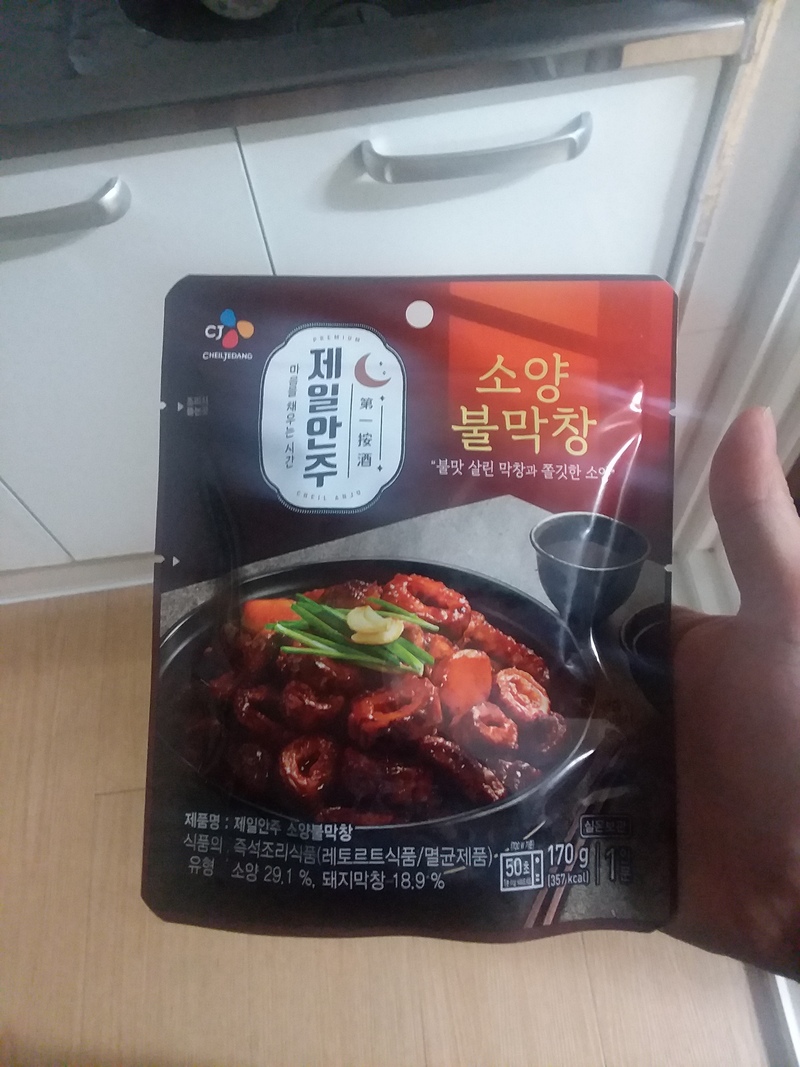 CJ
CHEILJEDANG
PREMIUM
제일안주
第一按酒
마음을 채우는 시간
CHEIL ANJU
소양
불막창
"불맛 살린 막창과 쫄깃한 소양"
제품명 : 제일안주 소양불막창
식품의 유형 : 즉석조리식품(레토르트식품/멸균제품)
소양 29.1 %, 돼지막창 18.9 %
실온보관
50초
170 g
(357 kcal)
1인분